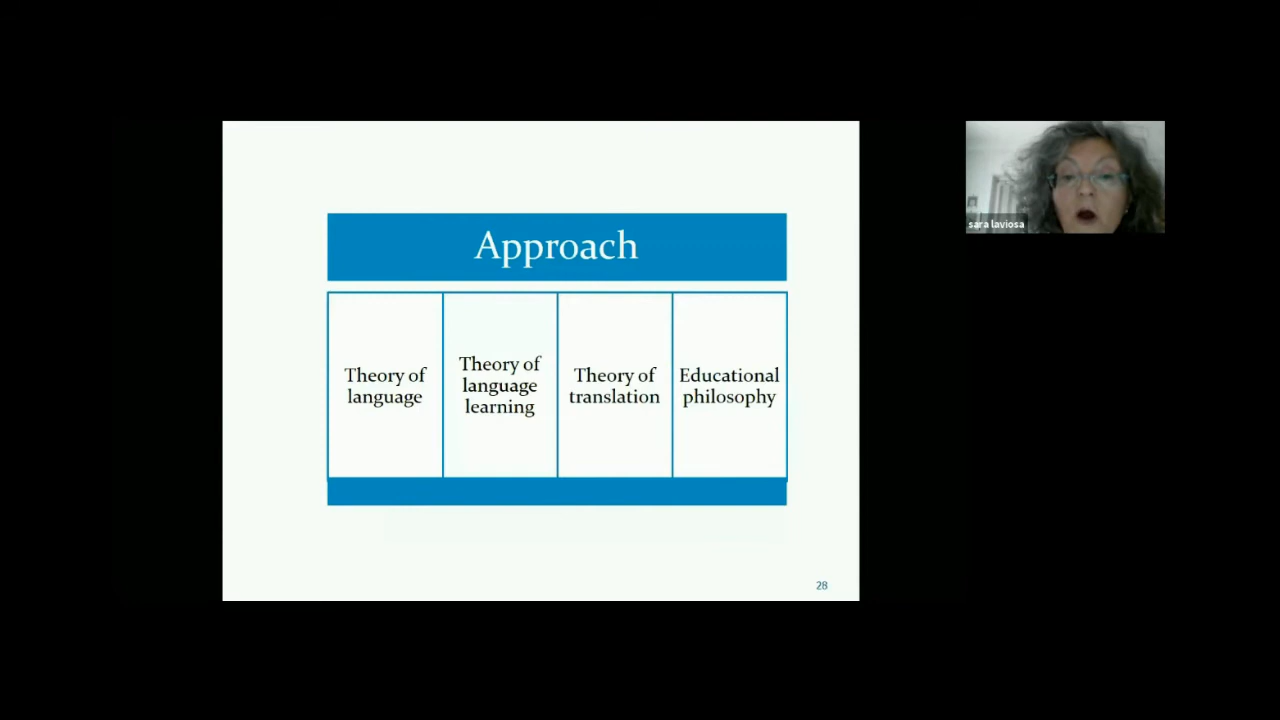 Approach
Theory of
language
Theory of
language
learning
Theory of
translation
Educational
philosophy
28
sara laviosa